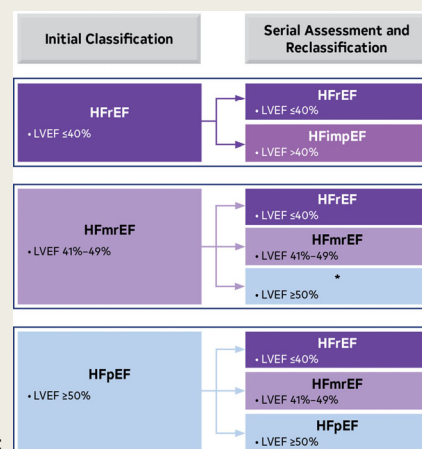 Initial Classification
Serial Assessment and
Reclassification
HFrEF
• LVEF ≤40%
HFrEF
• LVEF ≤40%
HFimpEF
• LVEF >40%
HFmrEF
• LVEF 41%–49%
HFrEF
• LVEF ≤40%
HFmrEF
• LVEF 41%–49%
*
• LVEF ≥50%
HFpEF
• LVEF ≥50%
HFrEF
• LVEF ≤40%
HFmrEF
• LVEF 41%–49%
HFpEF
• LVEF ≥50%